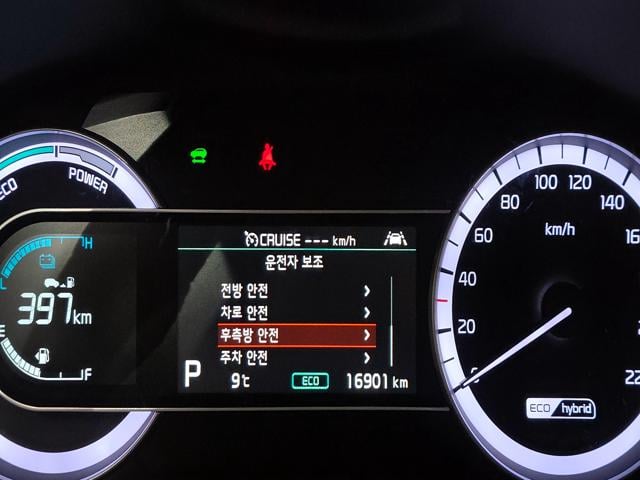 ECO
POWER
H
L
397km
E
F
CRUISE --- km/h
운전자 보조
전방 안전
차로 안전
후측방 안전
주차 안전
P
9℃
ECO
16901 km
0
20
40
60
80
100
120
140
km/h
ECO hybrid